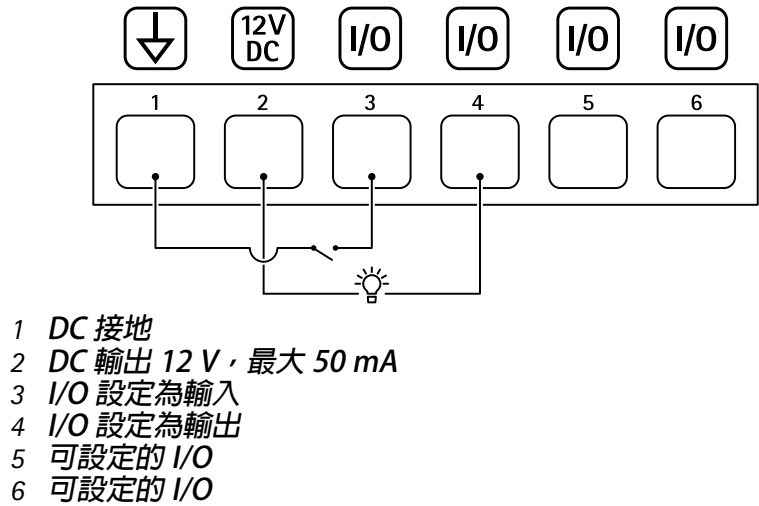 12V
DC
I/O I/O I/O I/O
1 2 3 4 5 6
1 DC 接地
2 DC 輸出 12 V，最大 50 mA
3 I/O 設定為輸入
4 I/O 設定為輸出
5 可設定的 I/O
6 可設定的 I/O